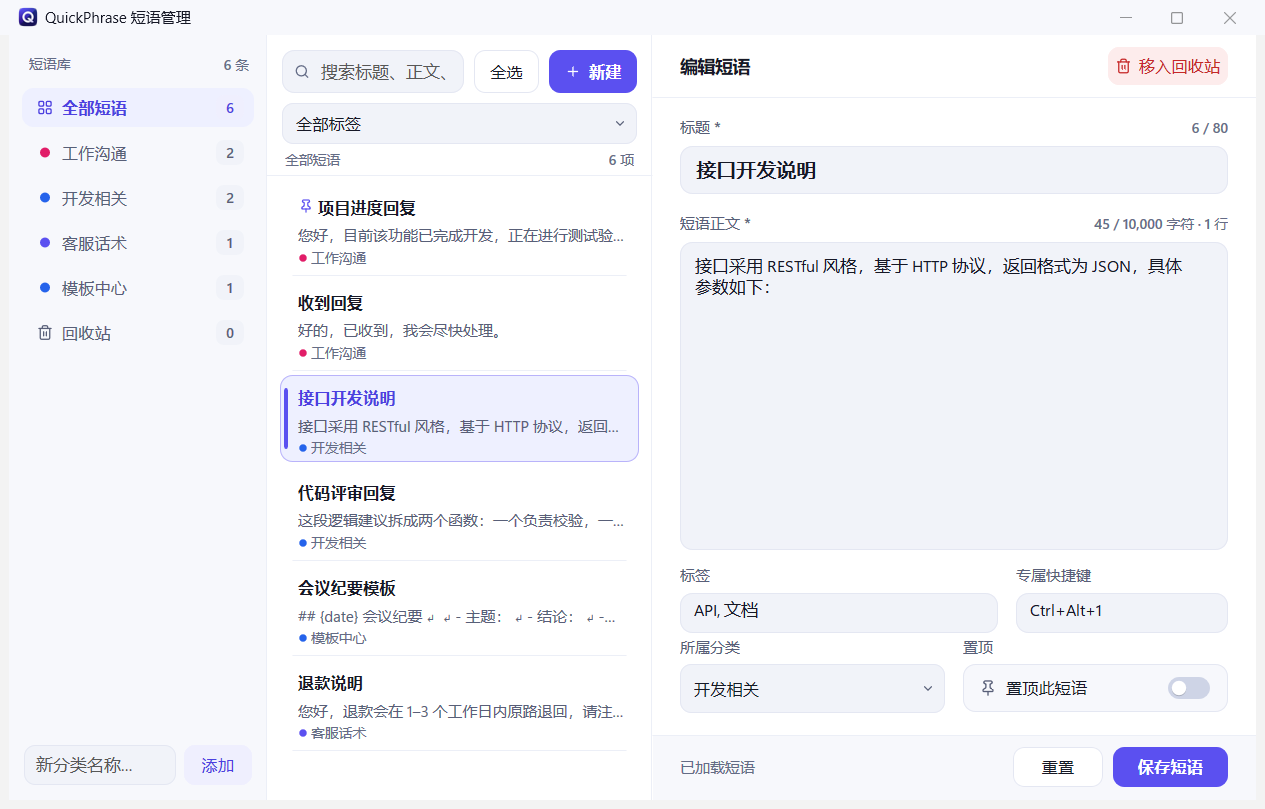 QuickPhrase 短语管理
短语库 6 条
全部短语 6
工作沟通 2
开发相关 2
客服话术 1
模板中心 1
回收站 0
新分类名称... 添加
搜索标题、正文、 全选 + 新建
全部标签
全部短语 6 项
项目进度回复
您好，目前该功能已完成开发，正在进行测试验...
工作沟通
收到回复
好的，已收到，我会尽快处理。
工作沟通
接口开发说明
接口采用 RESTful 风格，基于 HTTP 协议，返回...
开发相关
代码评审回复
这段逻辑建议拆成两个函数：一个负责校验，一...
开发相关
会议纪要模板
## {date} 会议纪要 ↲ ↲ - 主题： ↲ - 结论： ↲ -...
模板中心
退款说明
您好，退款会在 1–3 个工作日内原路退回，请注...
客服话术
编辑短语 移入回收站
标题 * 6 / 80
接口开发说明
短语正文 * 45 / 10,000 字符 · 1 行
接口采用 RESTful 风格，基于 HTTP 协议，返回格式为 JSON，具体
参数如下：
标签 专属快捷键
API, 文档 Ctrl+Alt+1
所属分类 置顶
开发相关 置顶此短语
已加载短语 重置 保存短语